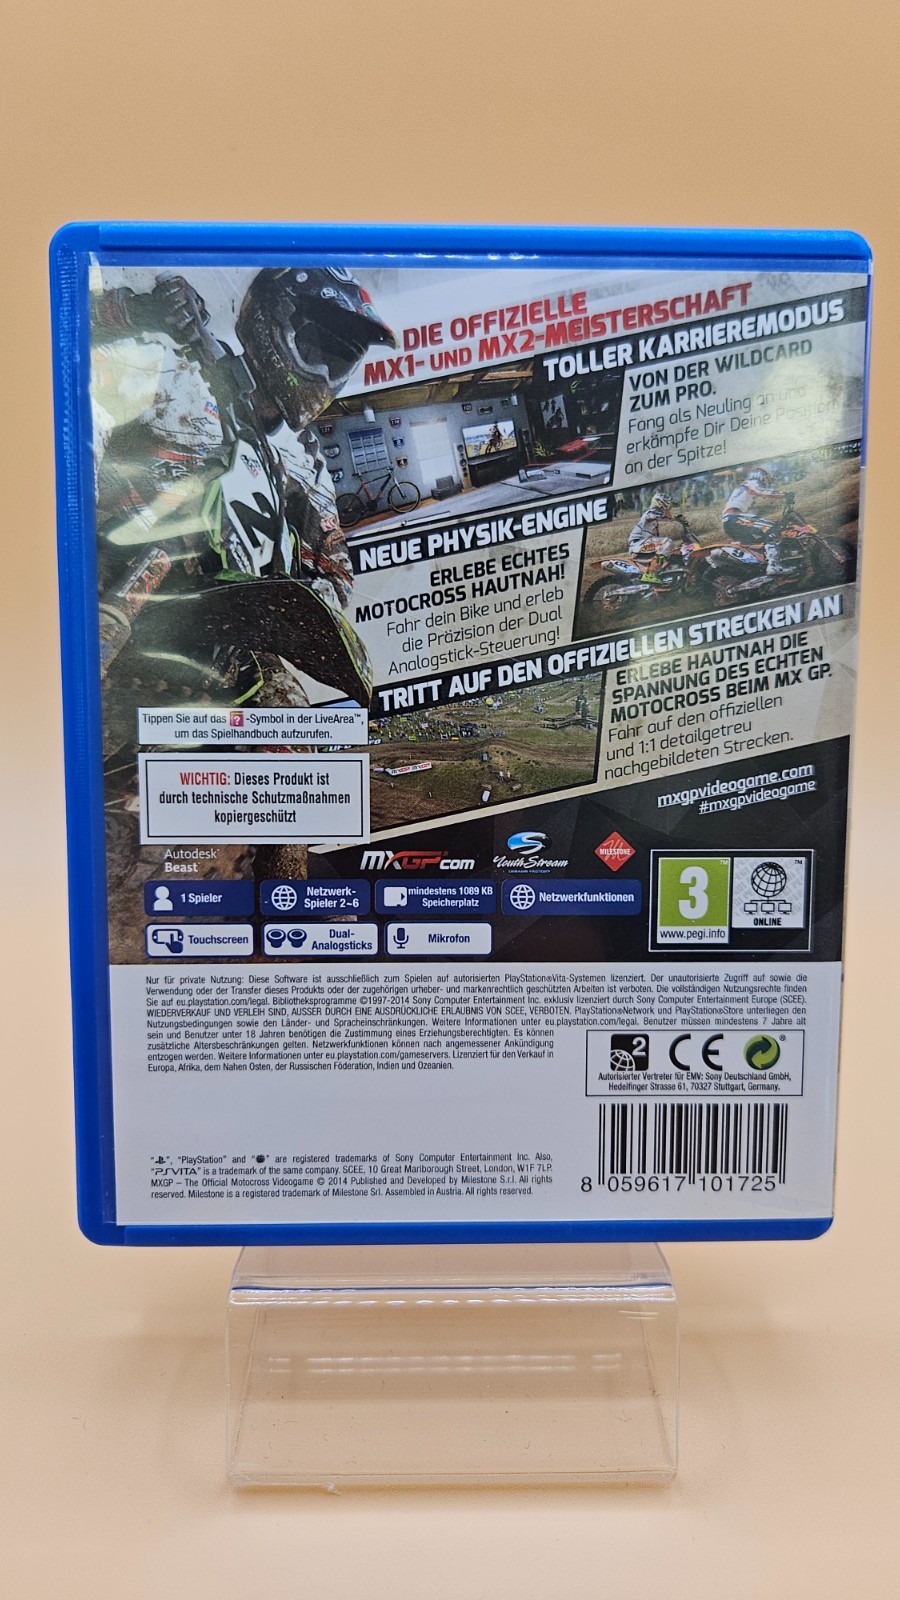 DIE OFFIZIELLE
MX1- UND MX2-MEISTERSCHAFT
TOLLER KARRIEREMODUS
VON DER WILDCARD
ZUM PRO.
Fang als Neuling an und
erkämpfe Dir Deine Position
an der Spitze!
NEUE PHYSIK-ENGINE
ERLEBE ECHTES
MOTOCROSS HAUTNAH!
Fahr dein Bike und erleb
die Präzision der Dual
Analogstick-Steuerung!
TRITT AUF DEN OFFIZIELLEN STRECKEN AN
ERLEBE HAUTNAH DIE
SPANNUNG DES ECHTEN
MOTOCROSS BEIM MX GP.
Fahr auf den offiziellen
und 1:1 detailgetreu
nachgebildeten Strecken.
mxgpvideogame.com
#mxgpvideogame
Tippen Sie auf das ? -Symbol in der LiveArea™,
um das Spielhandbuch aufzurufen.
WICHTIG: Dieses Produkt ist
durch technische Schutzmaßnahmen
kopiergeschützt
Autodesk®
Beast™
MXGP.com
Youth Stream
MILESTONE
1 Spieler
Netzwerk-
Spieler 2~6
mindestens 1089 KB
Speicherplatz
Netzwerkfunktionen
Touchscreen
Dual-
Analogsticks
Mikrofon
3
www.pegi.info
ONLINE
Nur für private Nutzung: Diese Software ist ausschließlich zum Spielen auf autorisierten PlayStation®Vita-Systemen lizenziert. Der unautorisierte Zugriff auf sowie die
Verwendung oder der Transfer dieses Produkts oder der zugehörigen urheber- und markenrechtlich geschützten Arbeiten ist verboten. Die vollständigen Nutzungsrechte finden
Sie auf eu.playstation.com/legal. Bibliotheksprogramme ©1997-2014 Sony Computer Entertainment Inc. exklusiv lizenziert durch Sony Computer Entertainment Europe (SCEE).
WIEDERVERKAUF UND VERLEIH SIND, AUSSER DURCH EINE AUSDRÜCKLICHE ERLAUBNIS VON SCEE, VERBOTEN. PlayStation®Network und PlayStation®Store unterliegen den
Nutzungsbedingungen sowie den Länder- und Spracheinschränkungen. Weitere Informationen unter eu.playstation.com/legal. Benutzer müssen mindestens 7 Jahre alt
sein und Benutzer unter 18 Jahren benötigen die Zustimmung eines Erziehungsberechtigten. Es können
zusätzliche Altersbeschränkungen gelten. Netzwerkfunktionen können nach angemessener Ankündigung
entzogen werden. Weitere Informationen unter eu.playstation.com/gameservers. Lizenziert für den Verkauf in
Europa, Afrika, dem Nahen Osten, der Russischen Föderation, Indien und Ozeanien.
2
CE
Autorisierter Vertreter für EMV: Sony Deutschland GmbH,
Hedelfinger Strasse 61, 70327 Stuttgart, Germany.
" ", "PlayStation" and " " are registered trademarks of Sony Computer Entertainment Inc. Also,
"PSVITA" is a trademark of the same company. SCEE, 10 Great Marlborough Street, London, W1F 7LP.
MXGP – The Official Motocross Videogame © 2014 Published and Developed by Milestone S.r.l. All rights
reserved. Milestone is a registered trademark of Milestone Srl. Assembled in Austria. All rights reserved.
8 059617 101725